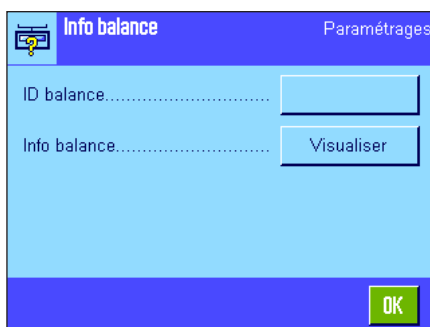 Info balance Paramétrages
ID balance..............................
Info balance........................... Visualiser
OK